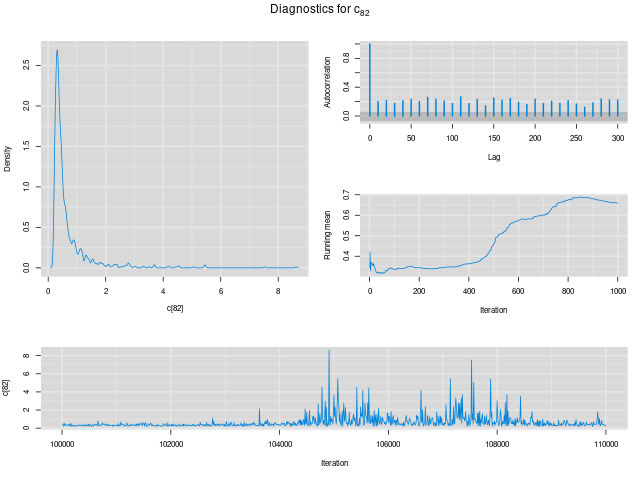 Diagnostics for c82
Density
0.0 0.5 1.0 1.5 2.0 2.5
0 2 4 6 8
c[82]
Autocorrelation
0.0 0.4 0.8
0 50 100 150 200 250 300
Lag
Running mean
0.4 0.5 0.6 0.7
0 200 400 600 800 1000
Iteration
c[82]
0 2 4 6 8
100000 102000 104000 106000 108000 110000
Iteration